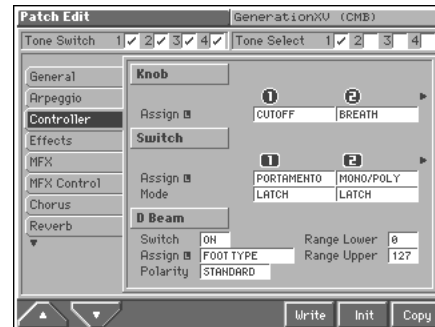 Patch Edit GenerationXV (CMB)
Tone Switch 1 2 3 4 Tone Select 1 2 3 4
General
Arpeggio
Controller
Effects
MFX
MFX Control
Chorus
Reverb
Knob
1 2
Assign L CUTOFF BREATH
Switch
1 2
Assign L PORTAMENTO MONO/POLY
Mode LATCH LATCH
D Beam
Switch ON Range Lower 0
Assign L FOOT TYPE Range Upper 127
Polarity STANDARD
Write Init Copy